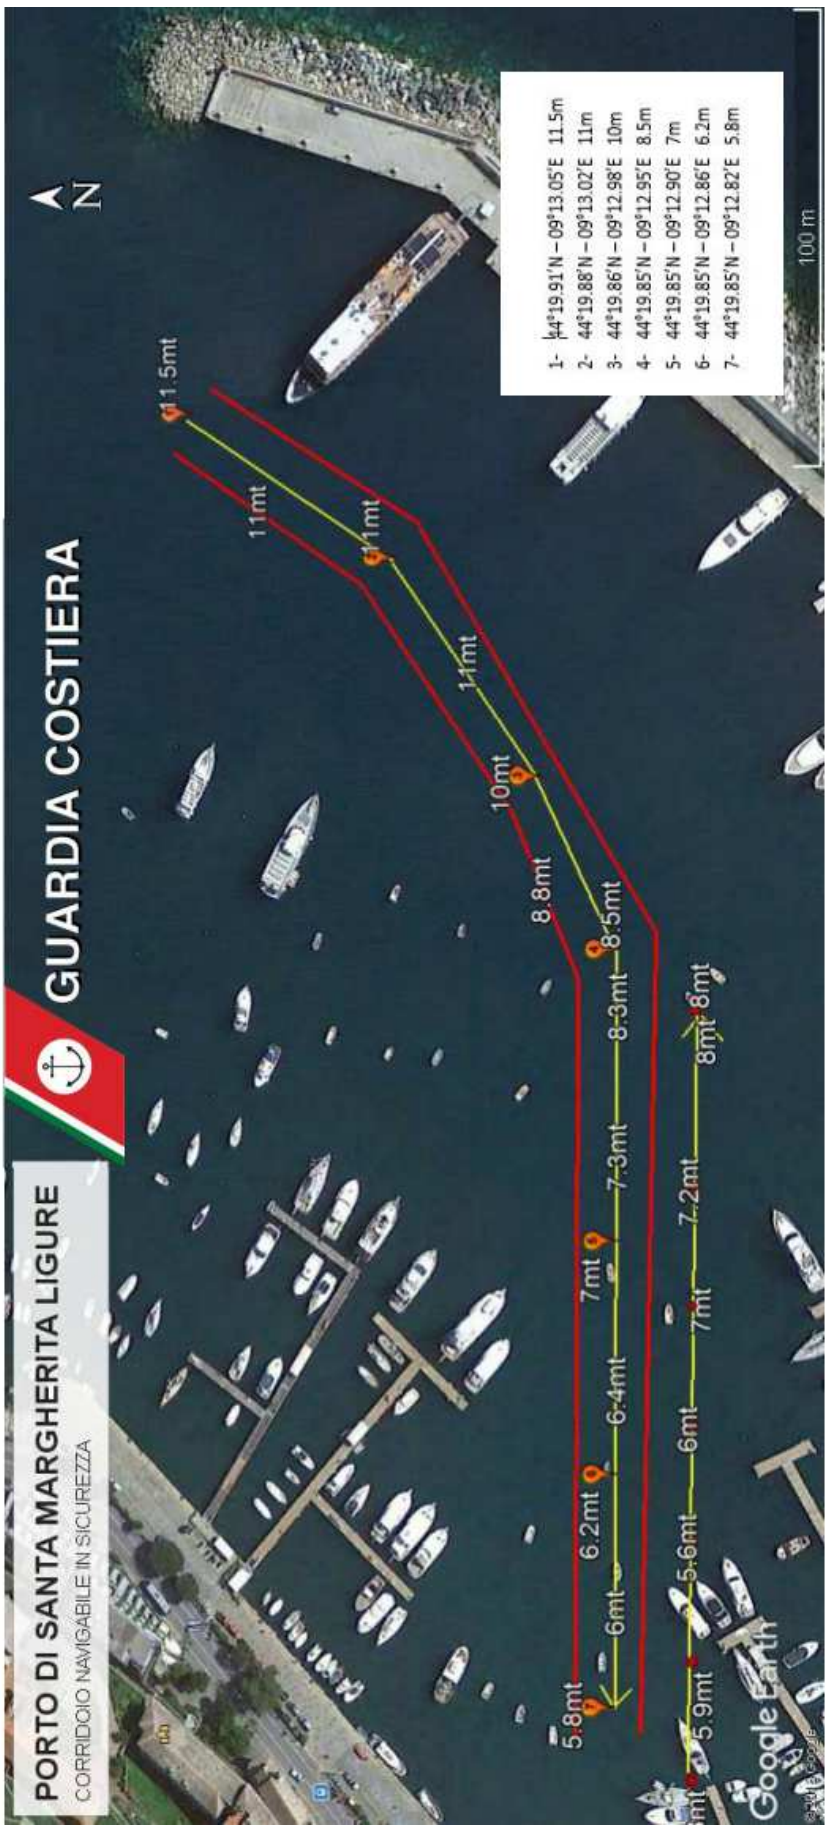 PORTO DI SANTA MARGHERITA LIGURE
CORRIDOIO NAVIGABILE IN SICUREZZA
GUARDIA COSTIERA
N
11.5mt
11mt
11mt
11mt
10mt
8.8mt
8.5mt
8.3mt
7.3mt
7mt
6.4mt
6.2mt
6mt
5.8mt
5.9mt
5.6mt
6mt
7mt
7.2mt
8mt
8mt
1- 44°19.91'N – 09°13.05'E 11.5m
2- 44°19.88'N – 09°13.02'E 11m
3- 44°19.86'N – 09°12.98'E 10m
4- 44°19.85'N – 09°12.95'E 8.5m
5- 44°19.85'N – 09°12.90'E 7m
6- 44°19.85'N – 09°12.86'E 6.2m
7- 44°19.85'N – 09°12.82'E 5.8m
100 m
Google Earth